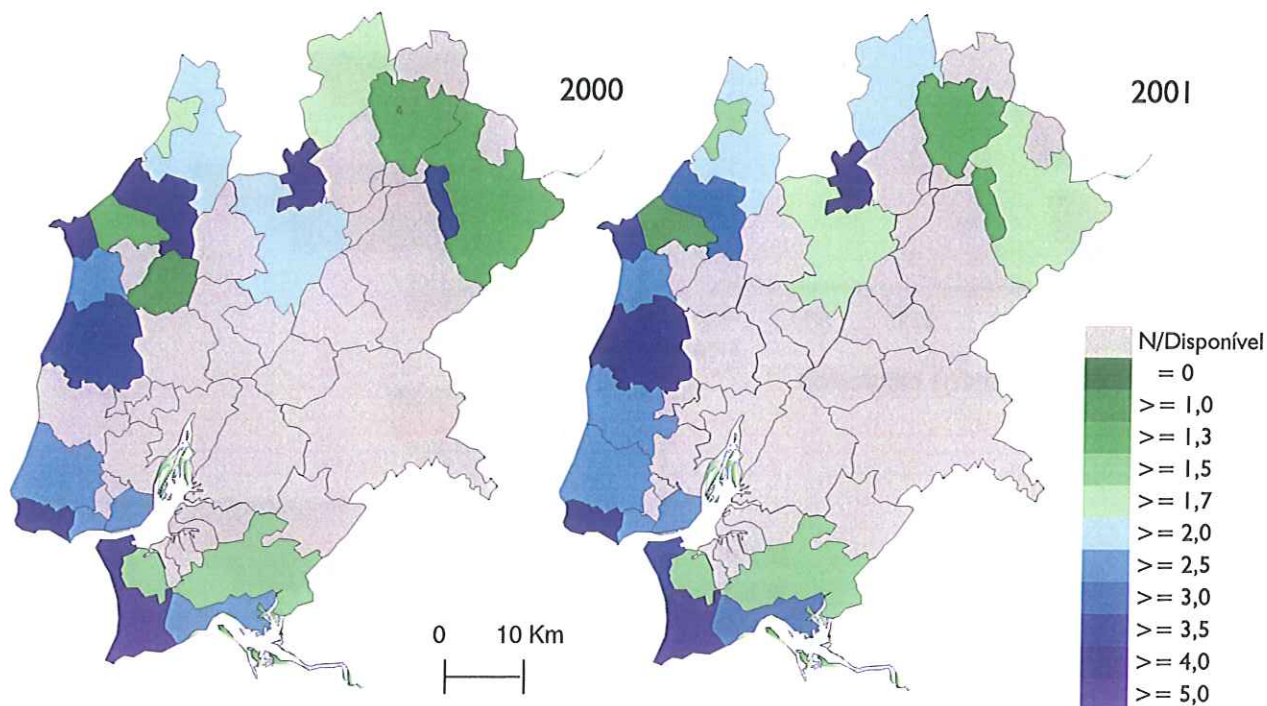 2000
2001
N/Disponível
= 0
> = 1,0
> = 1,3
> = 1,5
> = 1,7
> = 2,0
> = 2,5
> = 3,0
> = 3,5
> = 4,0
> = 5,0
0 10 Km